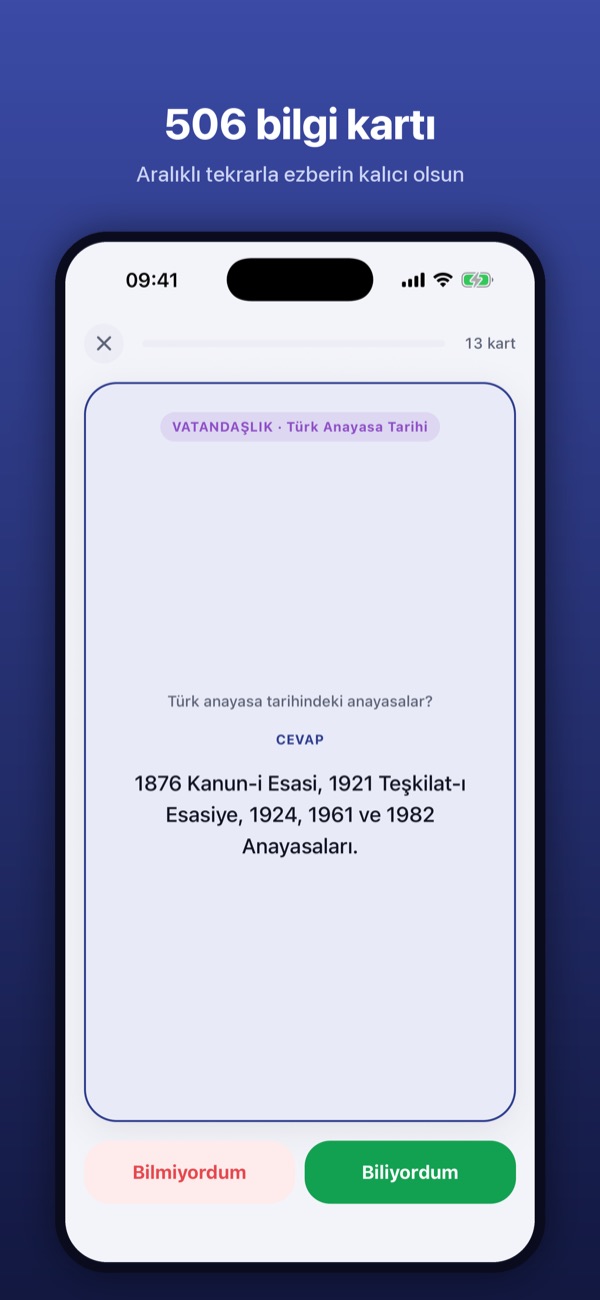 506 bilgi kartı
Aralıklı tekrarla ezberin kalıcı olsun
09:41
13 kart
VATANDAŞLIK · Türk Anayasa Tarihi
Türk anayasa tarihindeki anayasalar?
CEVAP
1876 Kanun-i Esasi, 1921 Teşkilat-ı
Esasiye, 1924, 1961 ve 1982
Anayasaları.
Bilmiyordum
Biliyordum